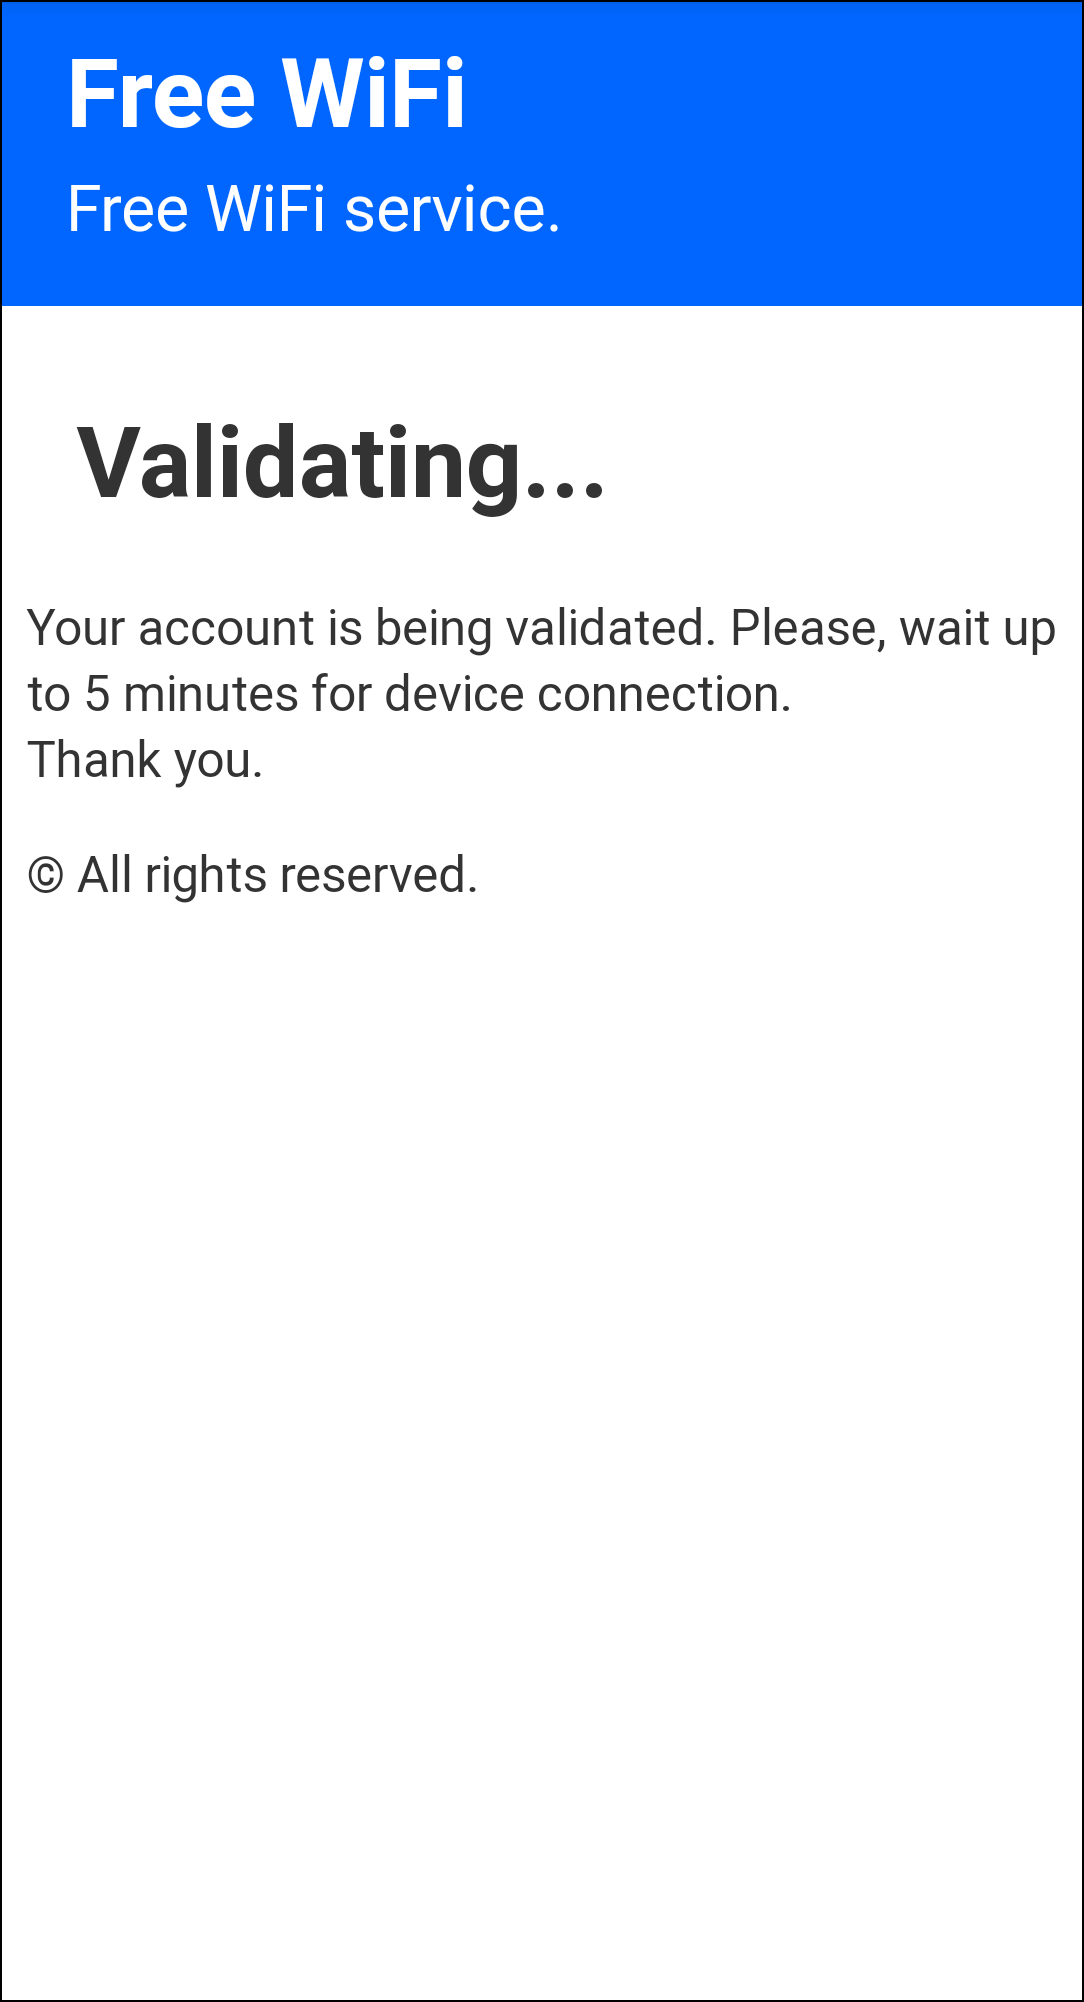 Free WiFi
Free WiFi service.
Validating...
Your account is being validated. Please, wait up
to 5 minutes for device connection.
Thank you.
© All rights reserved.